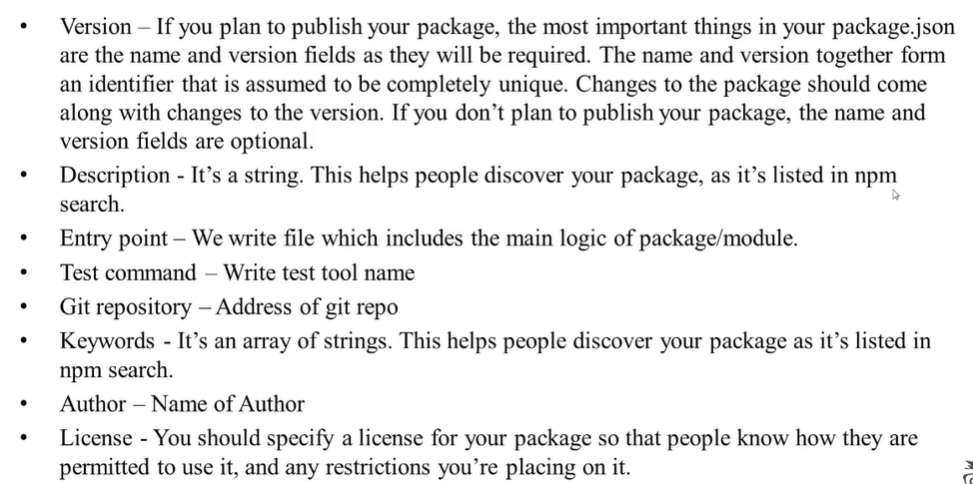 • Version – If you plan to publish your package, the most important things in your package.json
are the name and version fields as they will be required. The name and version together form
an identifier that is assumed to be completely unique. Changes to the package should come
along with changes to the version. If you don’t plan to publish your package, the name and
version fields are optional.
• Description - It’s a string. This helps people discover your package, as it’s listed in npm
search.
• Entry point – We write file which includes the main logic of package/module.
• Test command – Write test tool name
• Git repository – Address of git repo
• Keywords - It’s an array of strings. This helps people discover your package as it’s listed in
npm search.
• Author – Name of Author
• License - You should specify a license for your package so that people know how they are
permitted to use it, and any restrictions you’re placing on it.